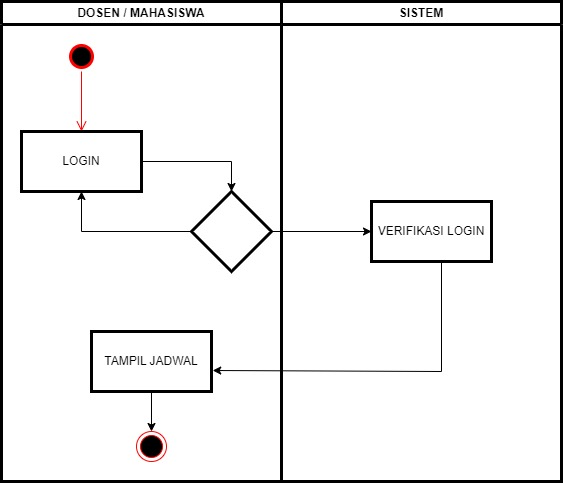 DOSEN / MAHASISWA
SISTEM
LOGIN
VERIFIKASI LOGIN
TAMPIL JADWAL